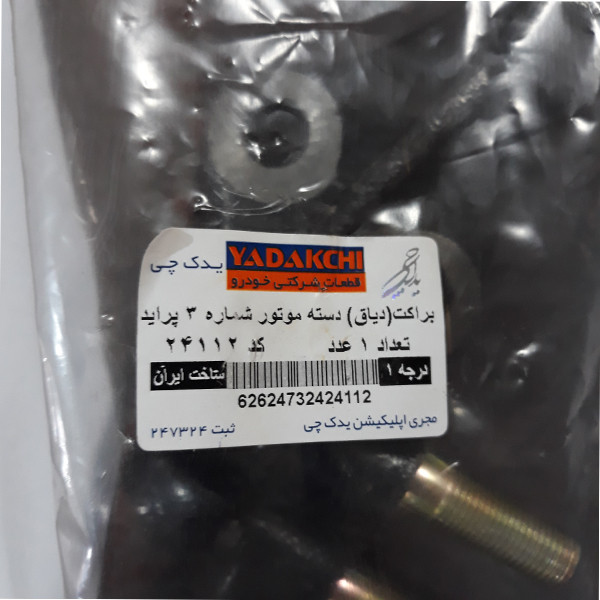 یدک چی YADAKCHI
قطعات شرکتی خودرو
یدک چی
براکت(دیاق) دسته موتور شماره ۳ پراید
تعداد ۱ عدد کد ۲۴۱۱۲
درجه ۱ ساخت ایران
62624732424112
مجری اپلیکیشن یدک چی ثبت ۲۴۷۳۲۴